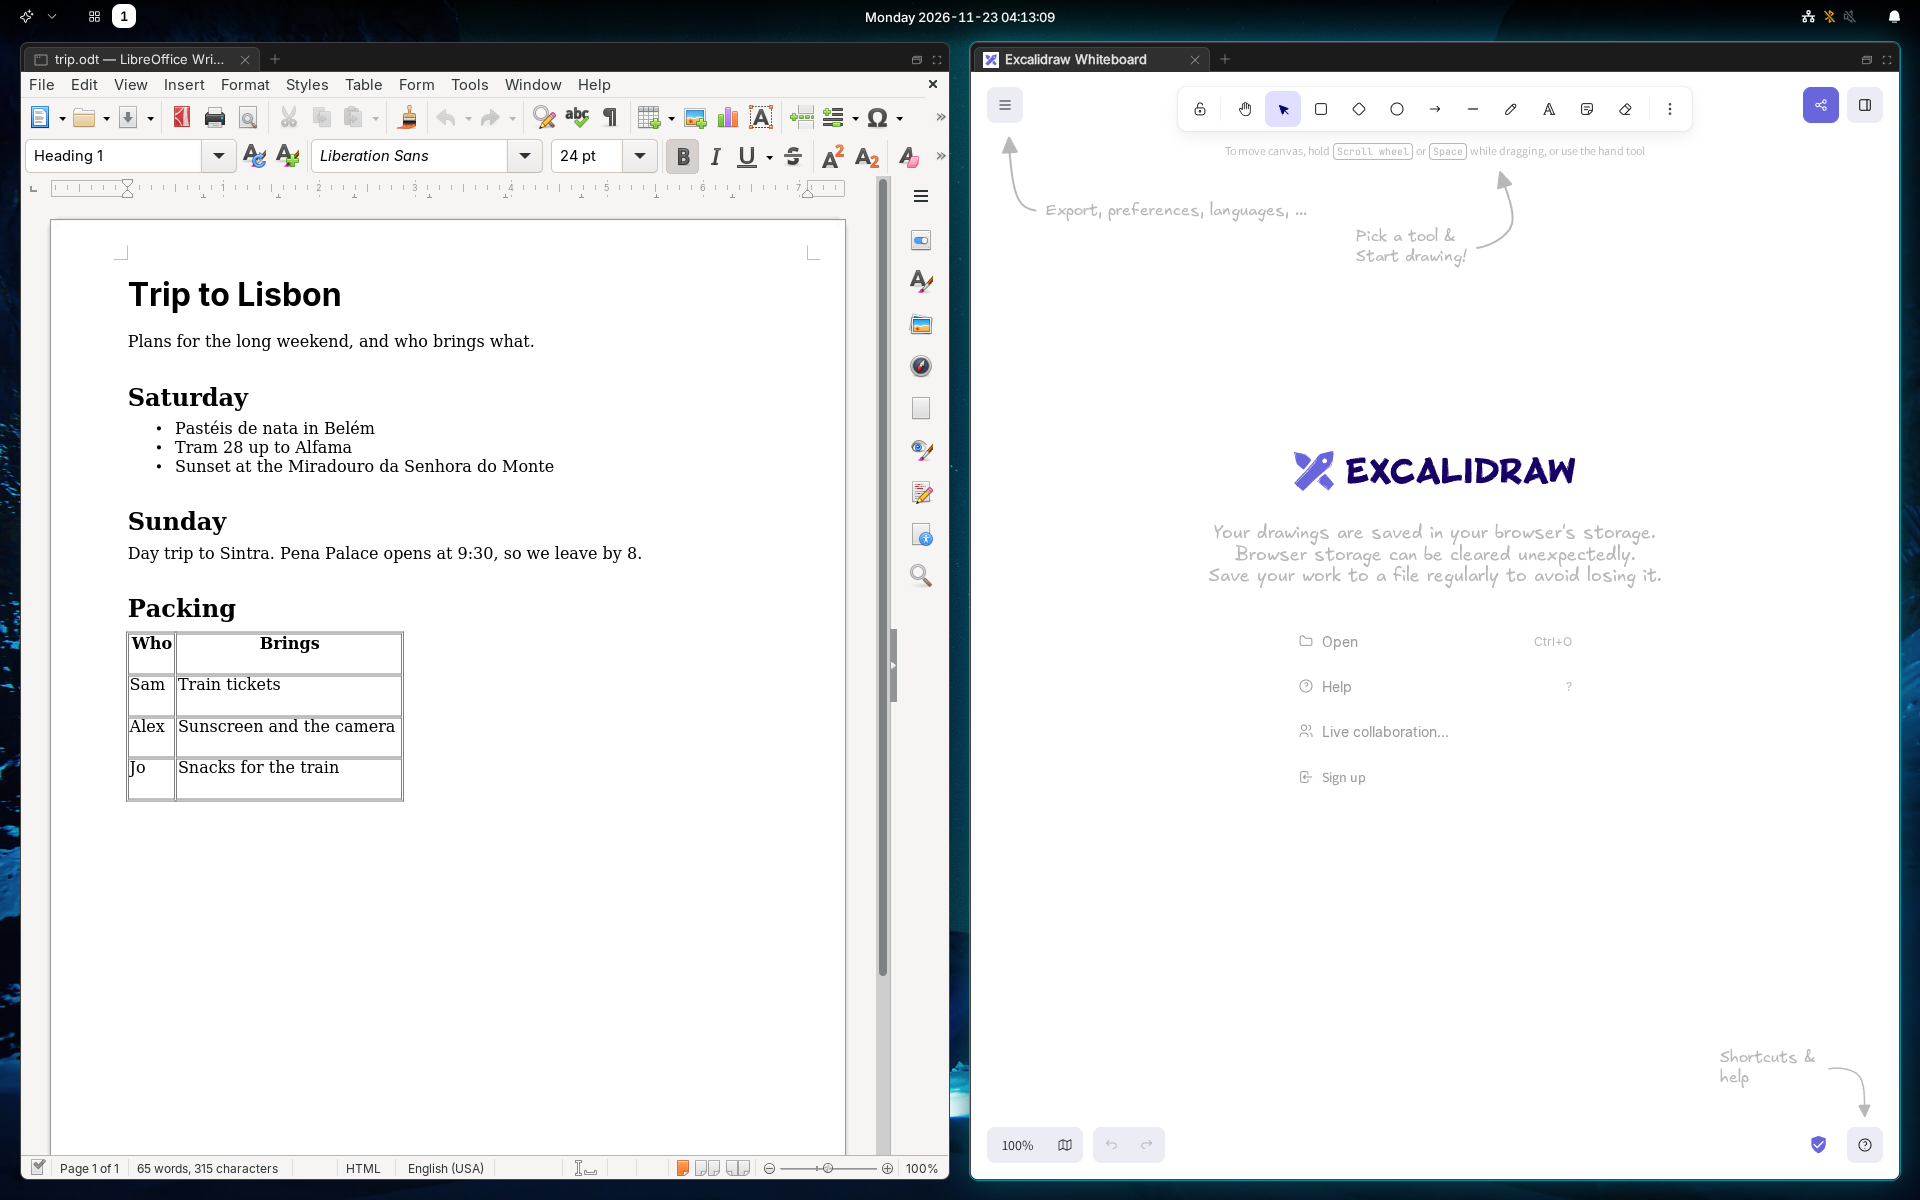 1
Monday 2026-11-23 04:13:09
trip.odt — LibreOffice Wri...
File Edit View Insert Format Styles Table Form Tools Window Help
Heading 1
Liberation Sans
24 pt
1 2 3 4 5 6 7
Trip to Lisbon
Plans for the long weekend, and who brings what.
Saturday
• Pastéis de nata in Belém
• Tram 28 up to Alfama
• Sunset at the Miradouro da Senhora do Monte
Sunday
Day trip to Sintra. Pena Palace opens at 9:30, so we leave by 8.
Packing
Who Brings
Sam Train tickets
Alex Sunscreen and the camera
Jo Snacks for the train
Page 1 of 1 65 words, 315 characters HTML English (USA) 100%
Excalidraw Whiteboard
To move canvas, hold Scroll wheel or Space while dragging, or use the hand tool
Export, preferences, languages, ...
Pick a tool &
Start drawing!
EXCALIDRAW
Your drawings are saved in your browser's storage.
Browser storage can be cleared unexpectedly.
Save your work to a file regularly to avoid losing it.
Open Ctrl+O
Help ?
Live collaboration...
Sign up
Shortcuts &
help
100%